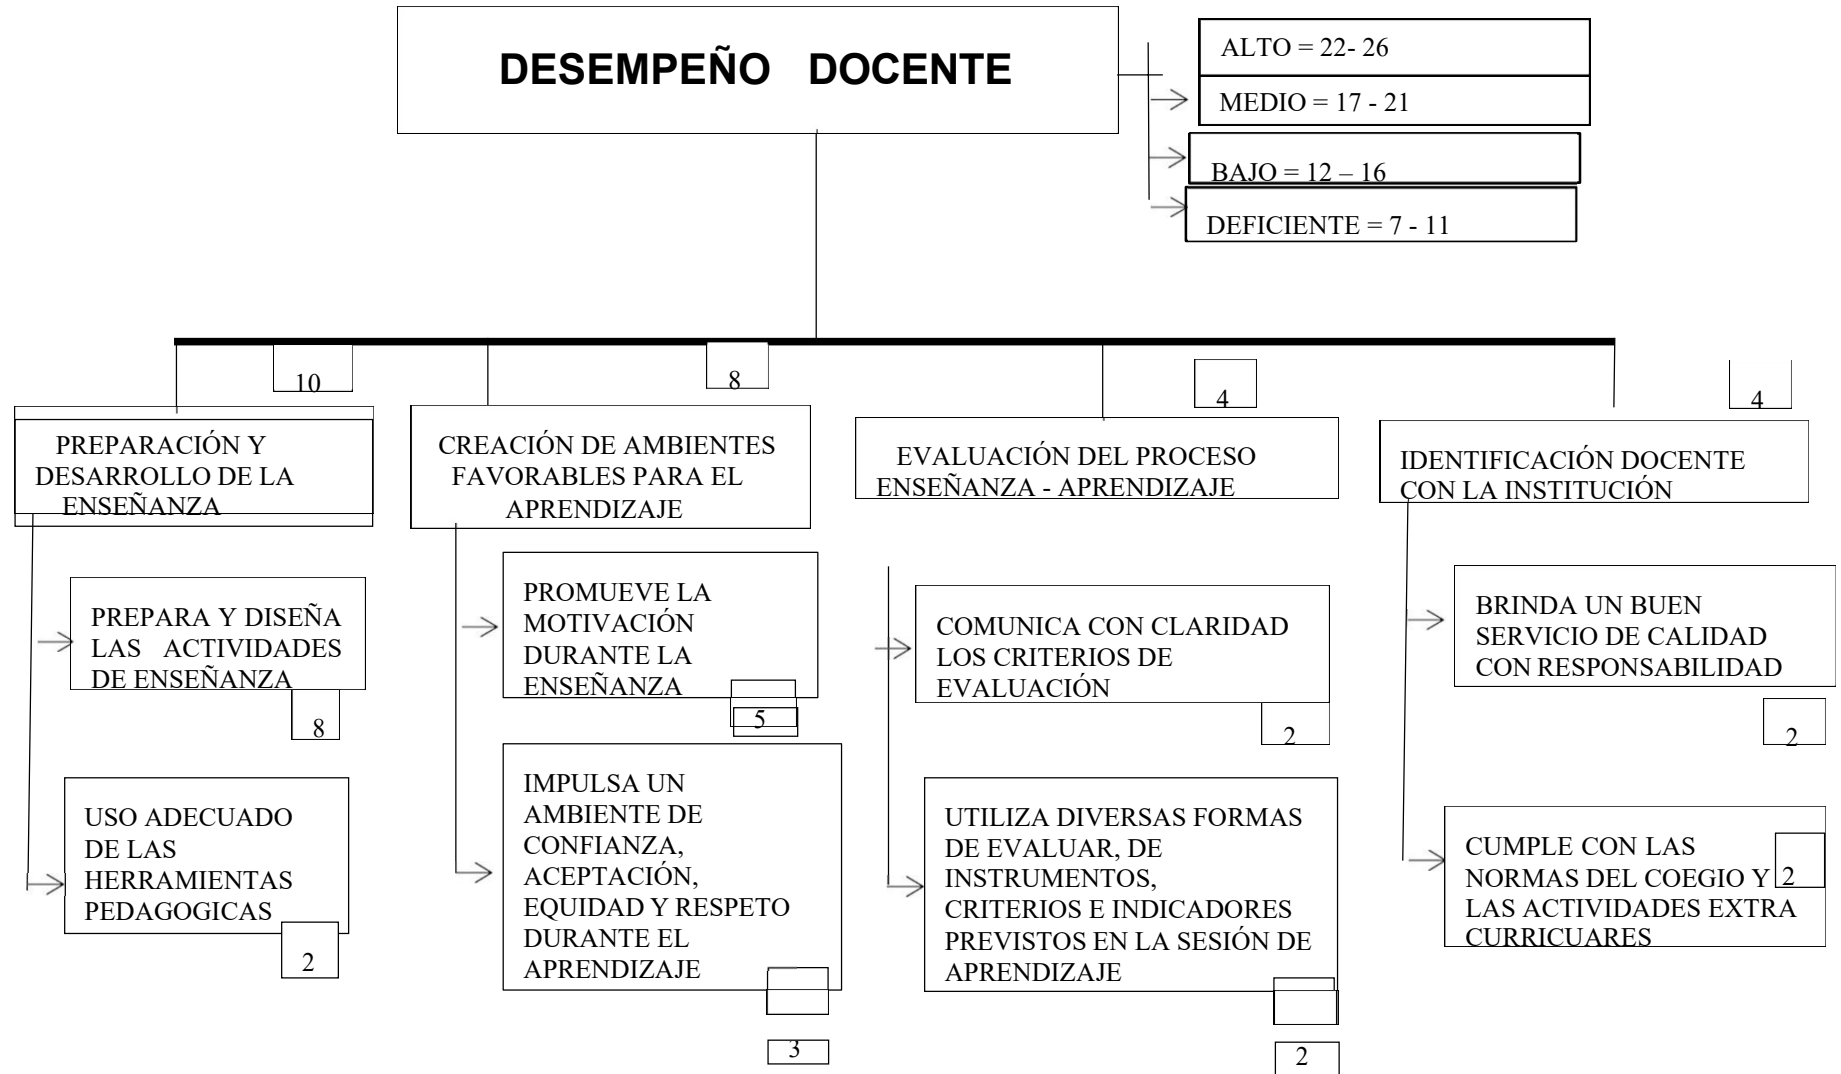 DESEMPEÑO DOCENTE
ALTO = 22- 26
MEDIO = 17 - 21
BAJO = 12 – 16
DEFICIENTE = 7 - 11
10
8
4
4
PREPARACIÓN Y
DESARROLLO DE LA
ENSEÑANZA
CREACIÓN DE AMBIENTES
FAVORABLES PARA EL
APRENDIZAJE
EVALUACIÓN DEL PROCESO
ENSEÑANZA - APRENDIZAJE
IDENTIFICACIÓN DOCENTE
CON LA INSTITUCIÓN
PREPARA Y DISEÑA
LAS ACTIVIDADES
DE ENSEÑANZA
8
PROMUEVE LA
MOTIVACIÓN
DURANTE LA
ENSEÑANZA
5
COMUNICA CON CLARIDAD
LOS CRITERIOS DE
EVALUACIÓN
2
BRINDA UN BUEN
SERVICIO DE CALIDAD
CON RESPONSABILIDAD
2
USO ADECUADO
DE LAS
HERRAMIENTAS
PEDAGOGICAS
2
IMPULSA UN
AMBIENTE DE
CONFIANZA,
ACEPTACIÓN,
EQUIDAD Y RESPETO
DURANTE EL
APRENDIZAJE
3
UTILIZA DIVERSAS FORMAS
DE EVALUAR, DE
INSTRUMENTOS,
CRITERIOS E INDICADORES
PREVISTOS EN LA SESIÓN DE
APRENDIZAJE
2
CUMPLE CON LAS
NORMAS DEL COEGIO Y
LAS ACTIVIDADES EXTRA
CURRICUARES
2